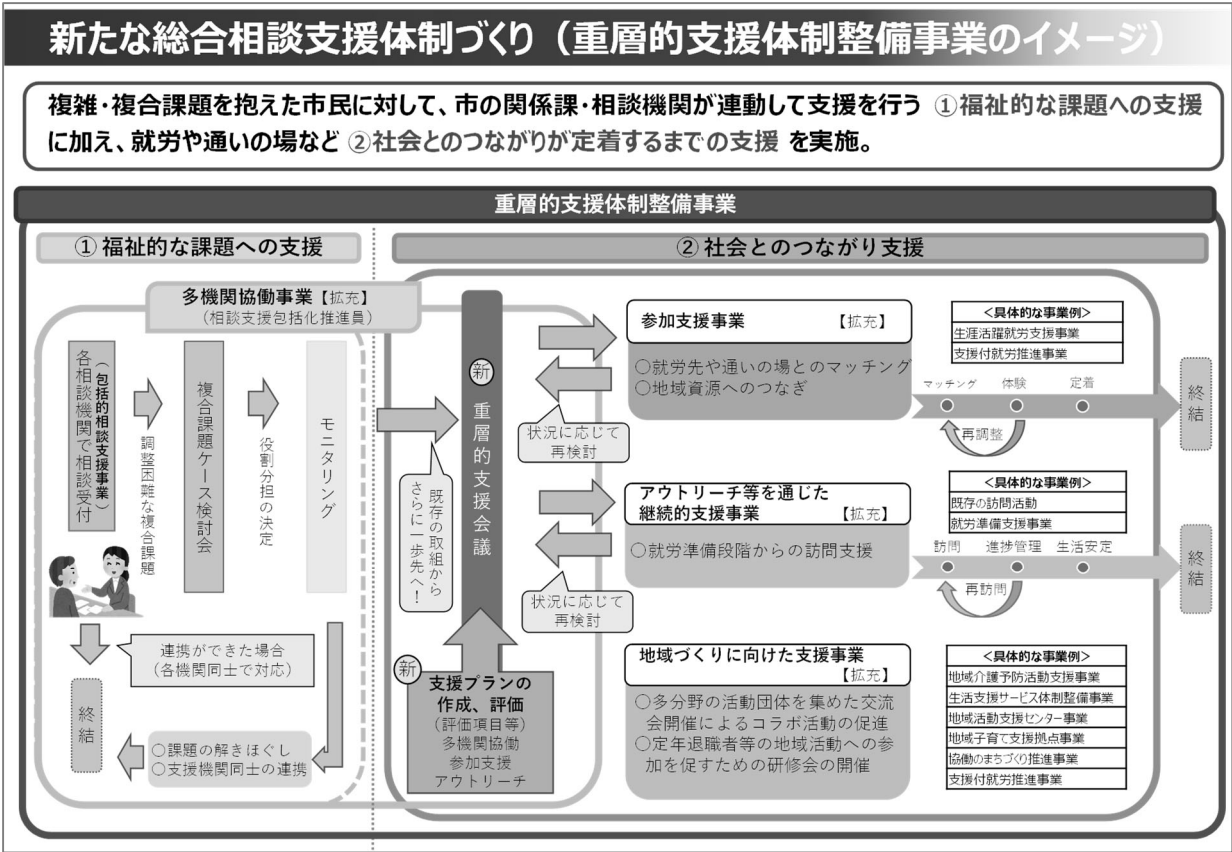 新たな総合相談支援体制づくり（重層的支援体制整備事業のイメージ）
複雑・複合課題を抱えた市民に対して、市の関係課・相談機関が連動して支援を行う ①福祉的な課題への支援
に加え、就労や通いの場など ②社会とのつながりが定着するまでの支援 を実施。
重層的支援体制整備事業
① 福祉的な課題への支援
多機関協働事業【拡充】
（相談支援包括化推進員）
（包括的相談支援事業）
各相談機関で相談受付
調整困難な複合課題
複合課題ケース検討会
役割分担の決定
モニタリング
連携ができた場合
（各機関同士で対応）
終結
○課題の解きほぐし
○支援機関同士の連携
② 社会とのつながり支援
新
重層的支援会議
既存の取組から
さらに一歩先へ！
新
支援プランの
作成、評価
（評価項目等）
多機関協働
参加支援
アウトリーチ
参加支援事業 【拡充】
○就労先や通いの場とのマッチング
○地域資源へのつなぎ
状況に応じて
再検討
<具体的な事業例>
生涯活躍就労支援事業
支援付就労推進事業
マッチング 体験 定着
再調整
終結
アウトリーチ等を通じた
継続的支援事業 【拡充】
○就労準備段階からの訪問支援
状況に応じて
再検討
<具体的な事業例>
既存の訪問活動
就労準備支援事業
訪問 進捗管理 生活安定
再訪問
終結
地域づくりに向けた支援事業
【拡充】
○多分野の活動団体を集めた交流
会開催によるコラボ活動の促進
○定年退職者等の地域活動への参
加を促すための研修会の開催
<具体的な事業例>
地域介護予防活動支援事業
生活支援サービス体制整備事業
地域活動支援センター事業
地域子育て支援拠点事業
協働のまちづくり推進事業
支援付就労推進事業